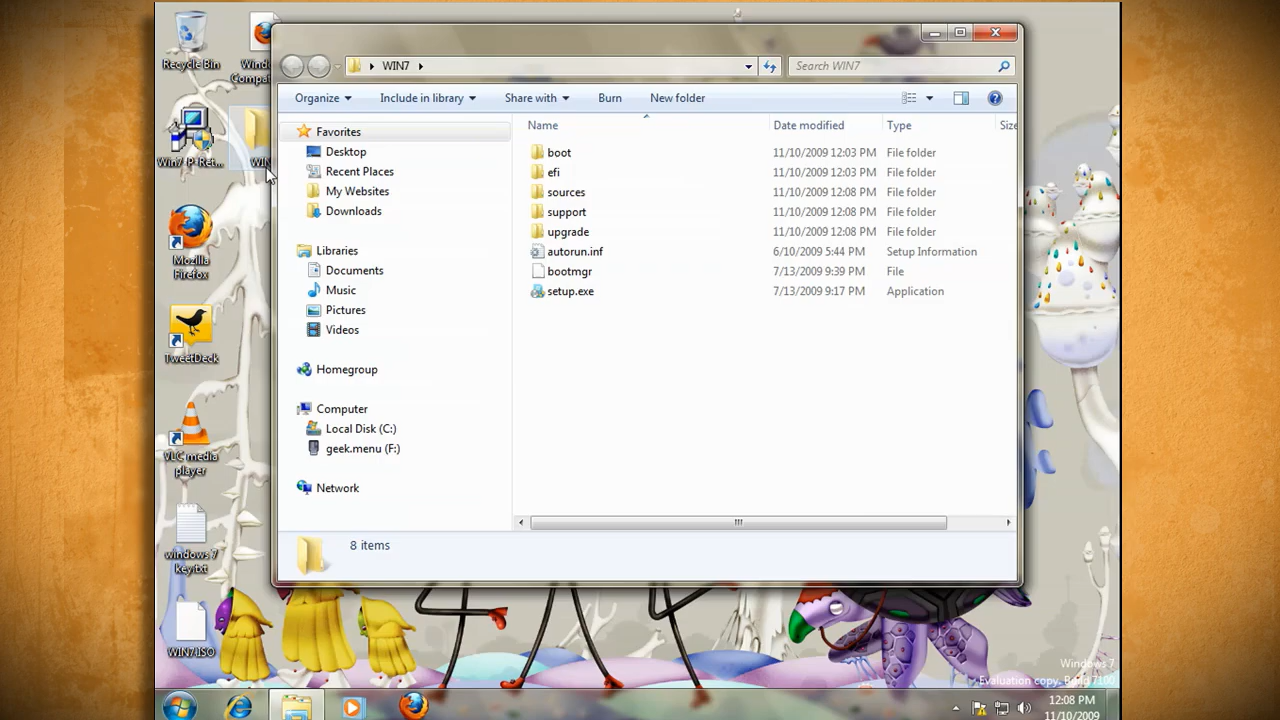 Recycle Bin
Win7-P-Ret...
Mozilla
Firefox
TweetDeck
VLC media
player
windows 7
key.txt
WIN7.ISO
WIN7
Search WIN7
Organize
Include in library
Share with
Burn
New folder
Favorites
Desktop
Recent Places
My Websites
Downloads
Libraries
Documents
Music
Pictures
Videos
Homegroup
Computer
Local Disk (C:)
geek.menu (F:)
Network
Name Date modified Type Size
boot 11/10/2009 12:03 PM File folder
efi 11/10/2009 12:03 PM File folder
sources 11/10/2009 12:08 PM File folder
support 11/10/2009 12:08 PM File folder
upgrade 11/10/2009 12:08 PM File folder
autorun.inf 6/10/2009 5:44 PM Setup Information
bootmgr 7/13/2009 9:39 PM File
setup.exe 7/13/2009 9:17 PM Application
8 items
Windows 7
Evaluation copy. Build 7100
12:08 PM
11/10/2009